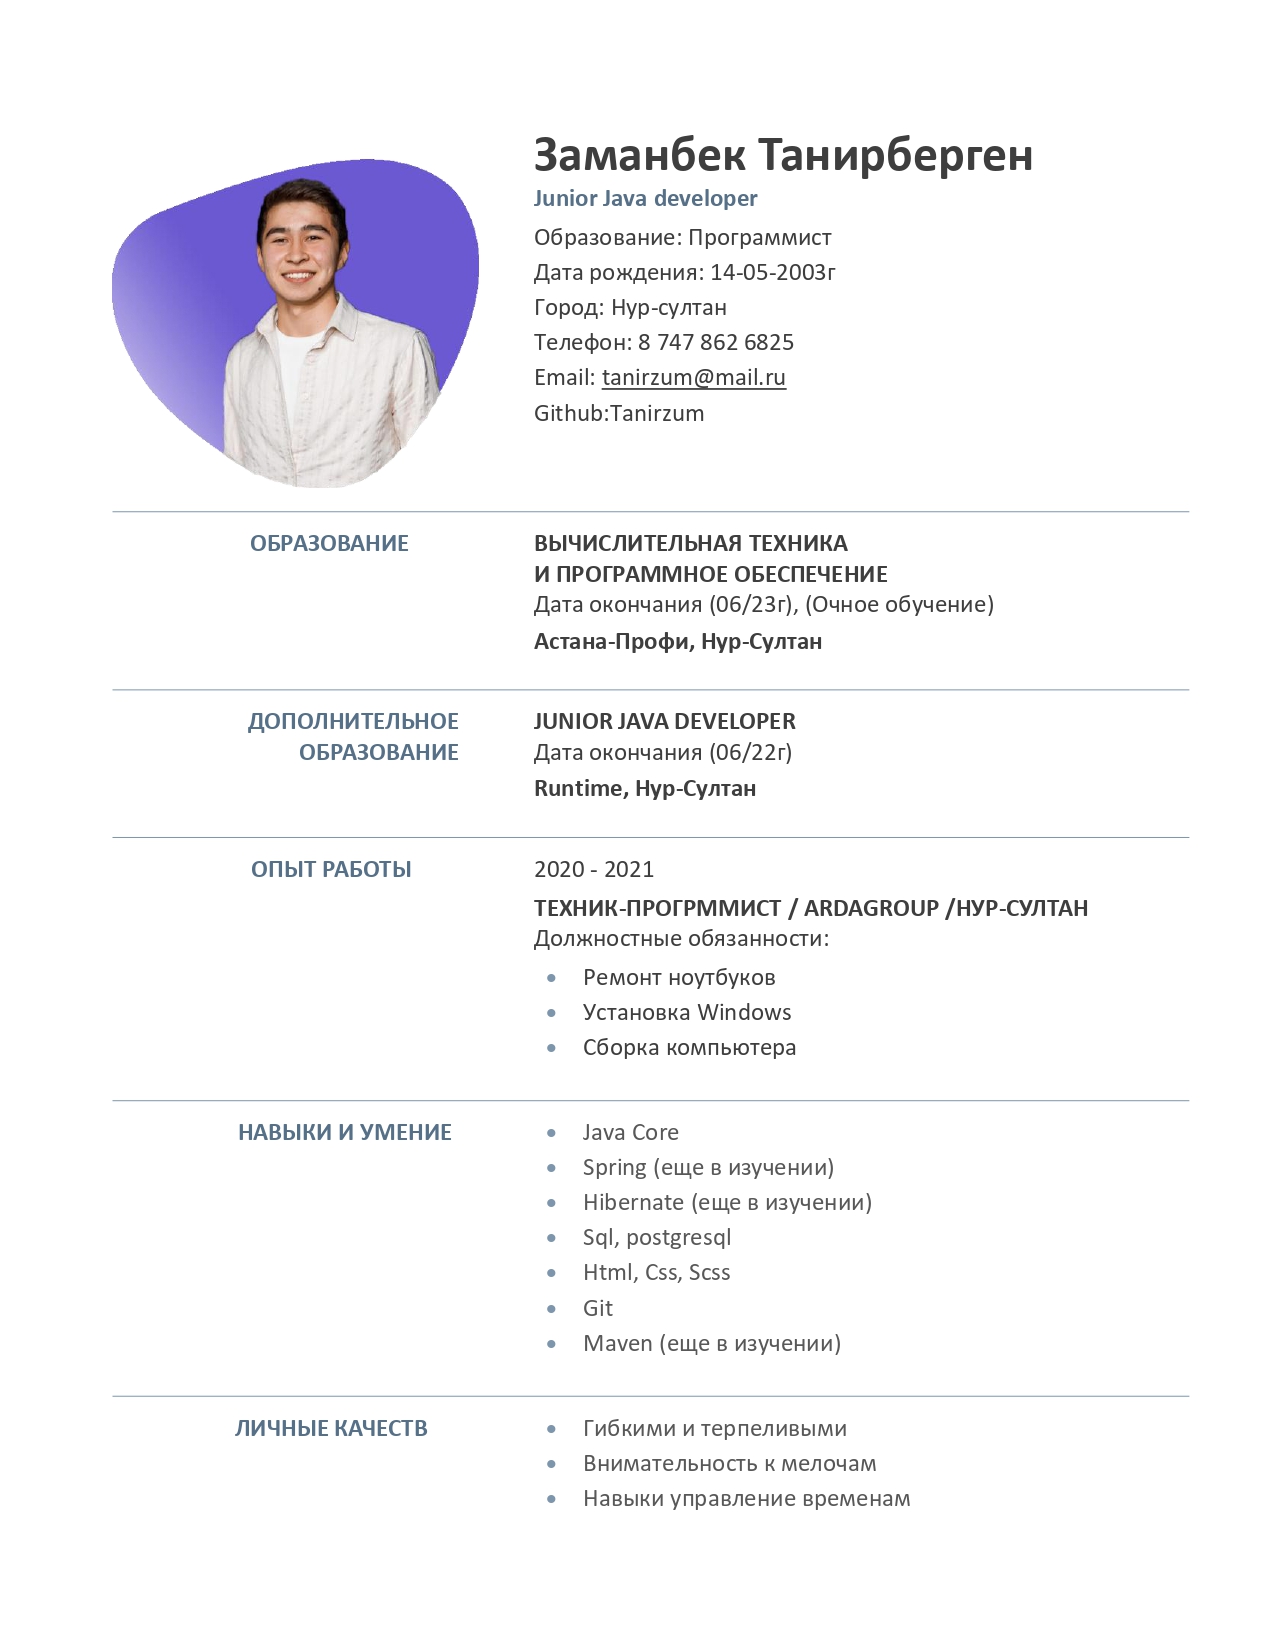 Заманбек Танирберген
Junior Java developer
Образование: Программист
Дата рождения: 14-05-2003г
Город: Нур-султан
Телефон: 8 747 862 6825
Email: tanirzum@mail.ru
Github:Tanirzum
ОБРАЗОВАНИЕ
ВЫЧИСЛИТЕЛЬНАЯ ТЕХНИКА
И ПРОГРАММНОЕ ОБЕСПЕЧЕНИЕ
Дата окончания (06/23г), (Очное обучение)
Астана-Профи, Нур-Султан
ДОПОЛНИТЕЛЬНОЕ
ОБРАЗОВАНИЕ
JUNIOR JAVA DEVELOPER
Дата окончания (06/22г)
Runtime, Нур-Султан
ОПЫТ РАБОТЫ
2020 - 2021
ТЕХНИК-ПРОГРММИСТ / ARDAGROUP /НУР-СУЛТАН
Должностные обязанности:
• Ремонт ноутбуков
• Установка Windows
• Сборка компьютера
НАВЫКИ И УМЕНИЕ
• Java Core
• Spring (еще в изучении)
• Hibernate (еще в изучении)
• Sql, postgresql
• Html, Css, Scss
• Git
• Maven (еще в изучении)
ЛИЧНЫЕ КАЧЕСТВ
• Гибкими и терпеливыми
• Внимательность к мелочам
• Навыки управление временам